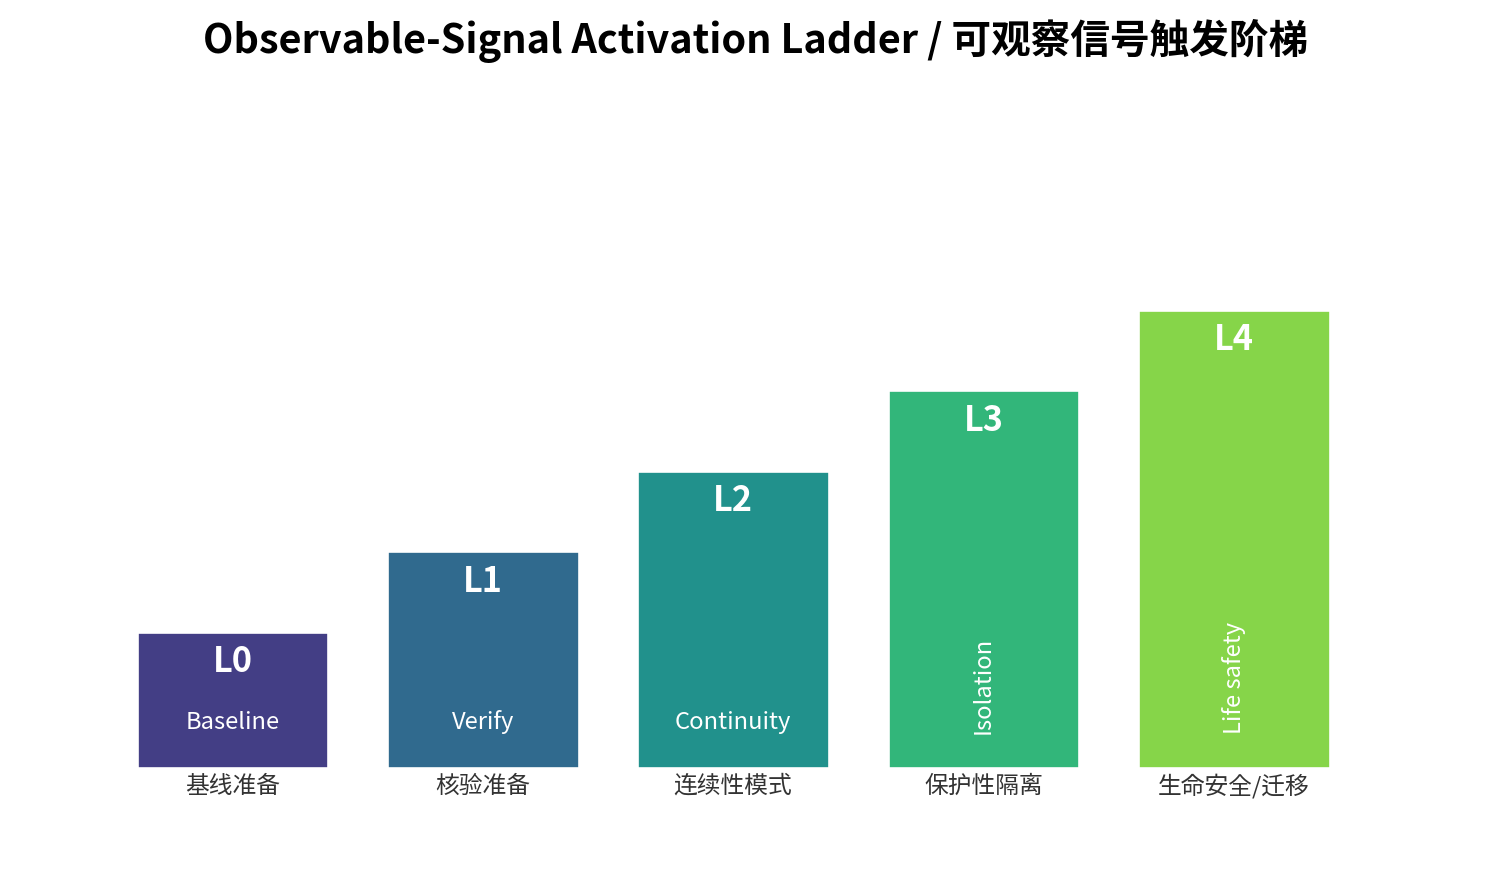 Observable-Signal Activation Ladder / 可观察信号触发阶梯
L0
Baseline
基线准备
L1
Verify
核验准备
L2
Continuity
连续性模式
L3
Isolation
保护性隔离
L4
Life safety
生命安全/迁移